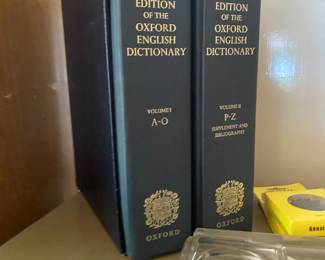 EDITION
OF THE
OXFORD
ENGLISH
DICTIONARY
VOLUME I
A-O
OXFORD
EDITION
OF THE
OXFORD
ENGLISH
DICTIONARY
VOLUME II
P-Z
SUPPLEMENT AND
BIBLIOGRAPHY
OXFORD